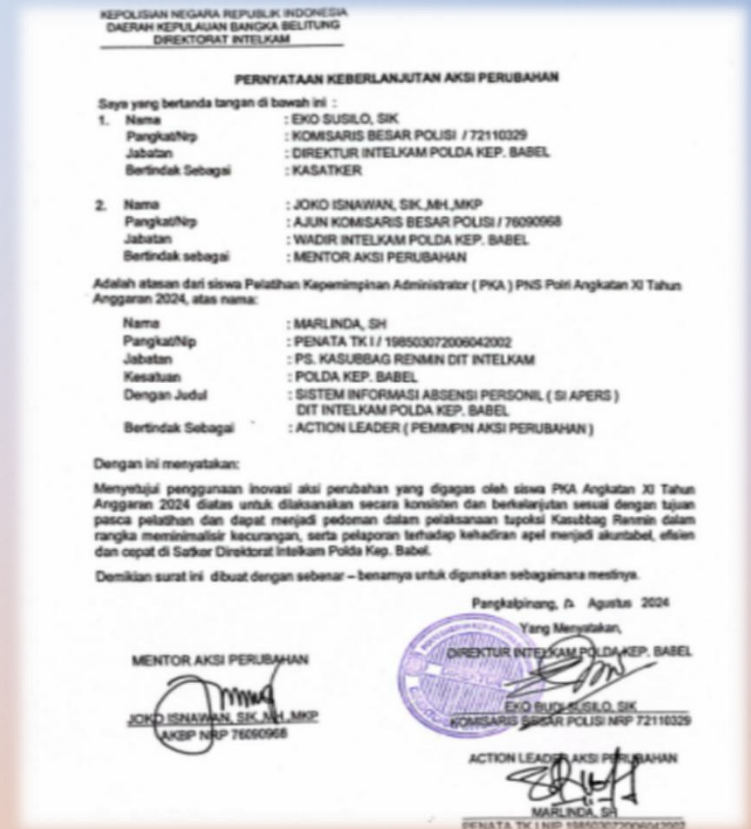 KEPOLISIAN NEGARA REPUBLIK INDONESIA
DAERAH KEPULAUAN BANGKA BELITUNG
DIREKTORAT INTELKAM
PERNYATAAN KEBERLANJUTAN AKSI PERUBAHAN
Saya yang bertanda tangan di bawah ini :
1. Nama : EKO SUSILO, SIK
Pangkat/Nrp : KOMISARIS BESAR POLISI / 72110329
Jabatan : DIREKTUR INTELKAM POLDA KEP. BABEL
Bertindak Sebagai : KASATKER
2. Nama : JOKO ISNAWAN, SIK.,MH.,MKP
Pangkat/Nrp : AJUN KOMISARIS BESAR POLISI / 76090968
Jabatan : WADIR INTELKAM POLDA KEP. BABEL
Bertindak sebagai : MENTOR AKSI PERUBAHAN
Adalah atasan dari siswa Pelatihan Kepemimpinan Administrator ( PKA ) PNS Polri Angkatan XI Tahun
Anggaran 2024, atas nama:
Nama : MARLINDA, SH
Pangkat/Nip : PENATA TK I / 198503072006042002
Jabatan : PS. KASUBBAG RENMIN DIT INTELKAM
Kesatuan : POLDA KEP. BABEL
Dengan Judul : SISTEM INFORMASI ABSENSI PERSONIL ( SI APERS )
DIT INTELKAM POLDA KEP. BABEL
Bertindak Sebagai : ACTION LEADER ( PEMIMPIN AKSI PERUBAHAN )
Dengan ini menyatakan:
Menyetujui penggunaan inovasi aksi perubahan yang digagas oleh siswa PKA Angkatan XI Tahun
Anggaran 2024 diatas untuk dilaksanakan secara konsisten dan berkelanjutan sesuai dengan tujuan
pasca pelatihan dan dapat menjadi pedoman dalam pelaksanaan tupoksi Kasubbag Renmin dalam
rangka meminimalisir kecurangan, serta pelaporan terhadap kehadiran apel menjadi akuntabel, efisien
dan cepat di Satker Direktorat Intelkam Polda Kep. Babel.
Demikian surat ini dibuat dengan sebenar – benarnya untuk digunakan sebagaimana mestinya.
Pangkalpinang, Agustus 2024
Yang Menyatakan,
DIREKTUR INTELKAM POLDA KEP. BABEL
EKO BUDI SUSILO, SIK
KOMISARIS BESAR POLISI NRP 72110329
MENTOR AKSI PERUBAHAN
JOKO ISNAWAN, SIK.,MH.,MKP
AKBP NRP 76090968
ACTION LEADER AKSI PERUBAHAN
MARLINDA, SH
PENATA TK I NIP 198503072006042002